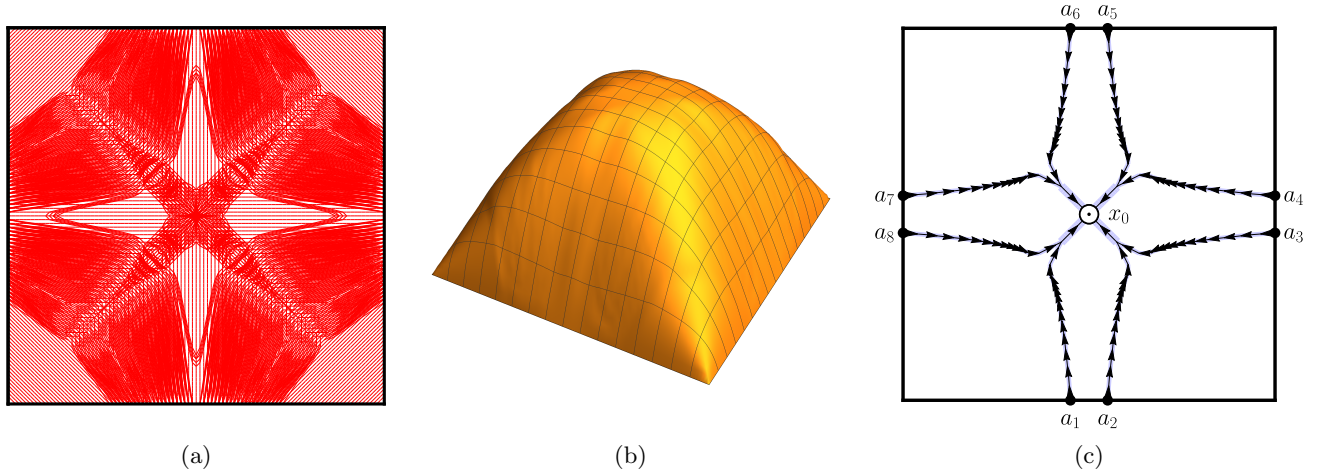 a₆ a₅
a₇
a₈
x₀
a₄
a₃
a₁ a₂
(a) (b) (c)